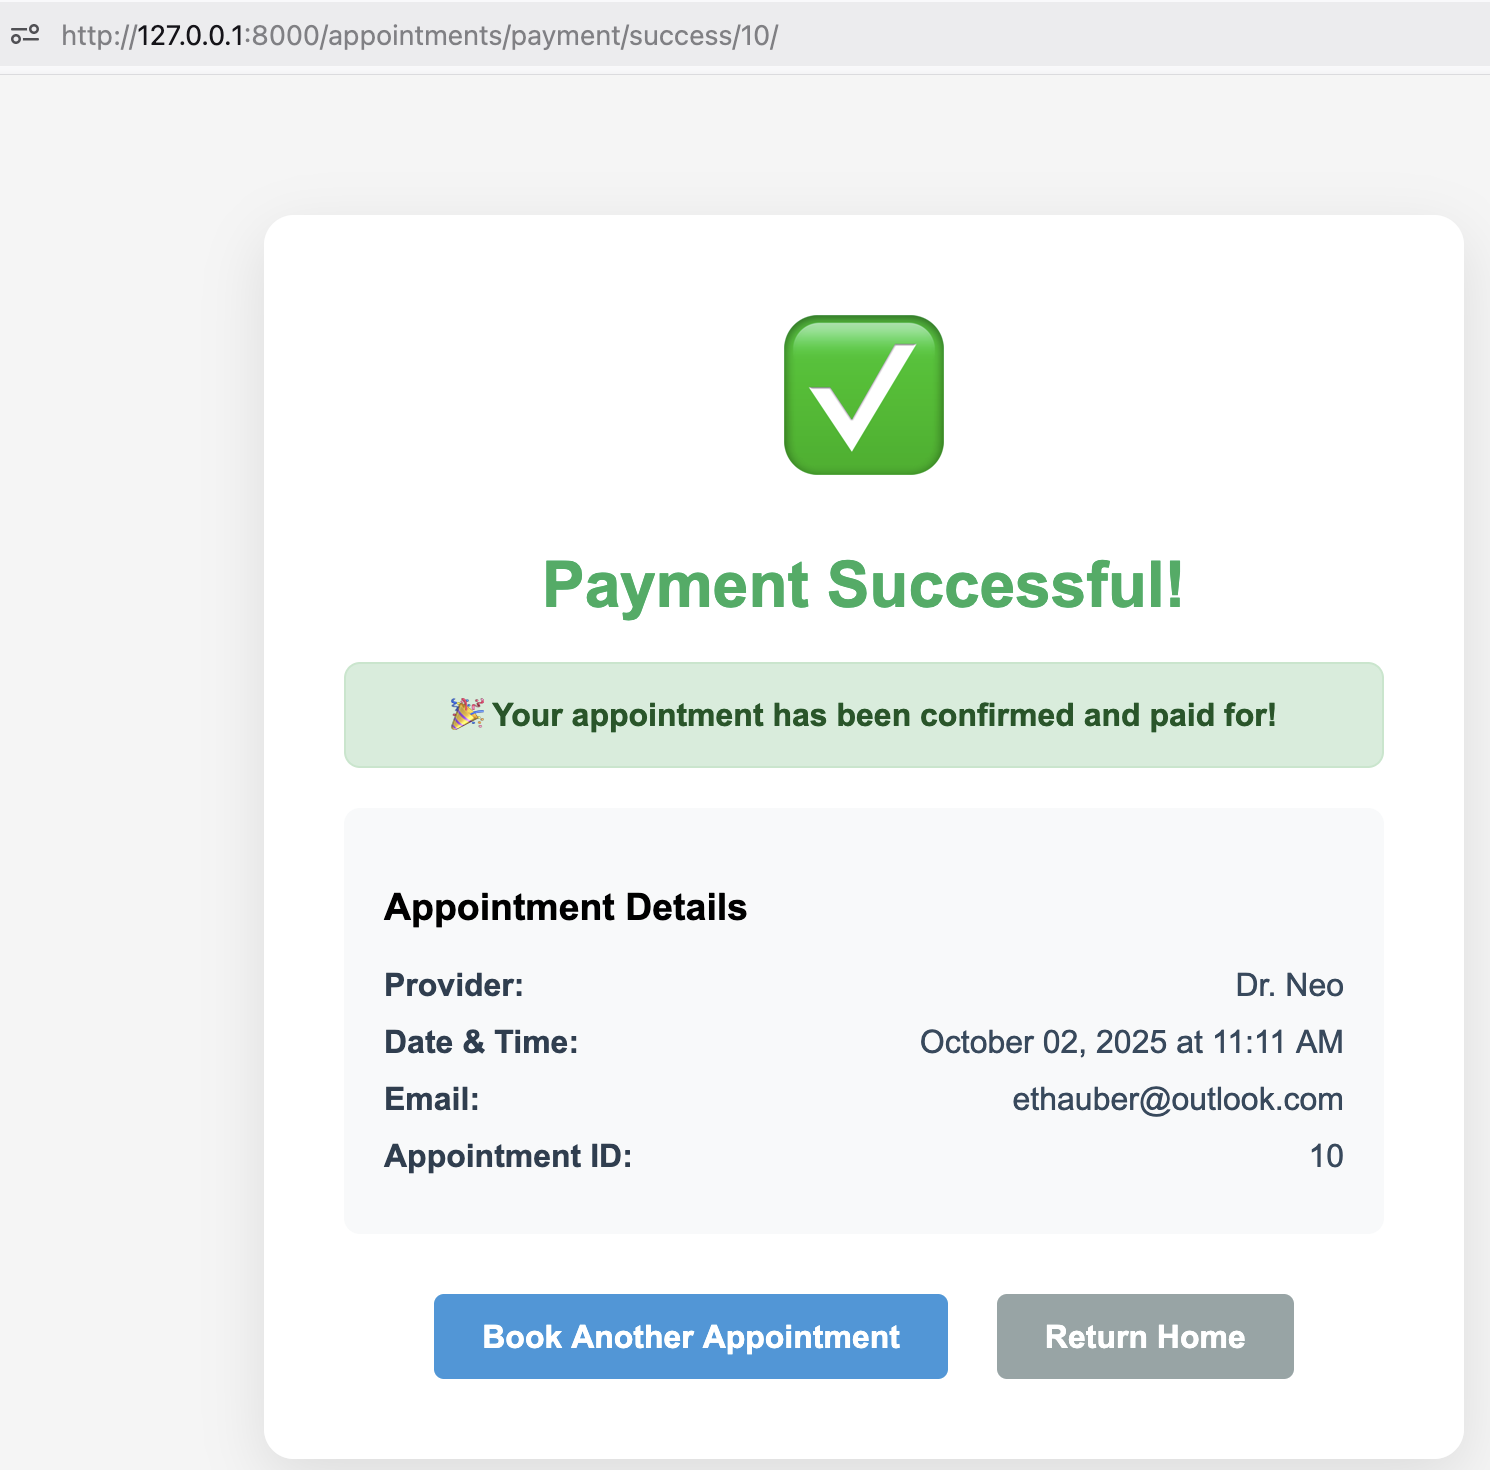 http://127.0.0.1:8000/appointments/payment/success/10/
Payment Successful!
🎉 Your appointment has been confirmed and paid for!
Appointment Details
Provider: Dr. Neo
Date & Time: October 02, 2025 at 11:11 AM
Email: ethauber@outlook.com
Appointment ID: 10
Book Another Appointment Return Home